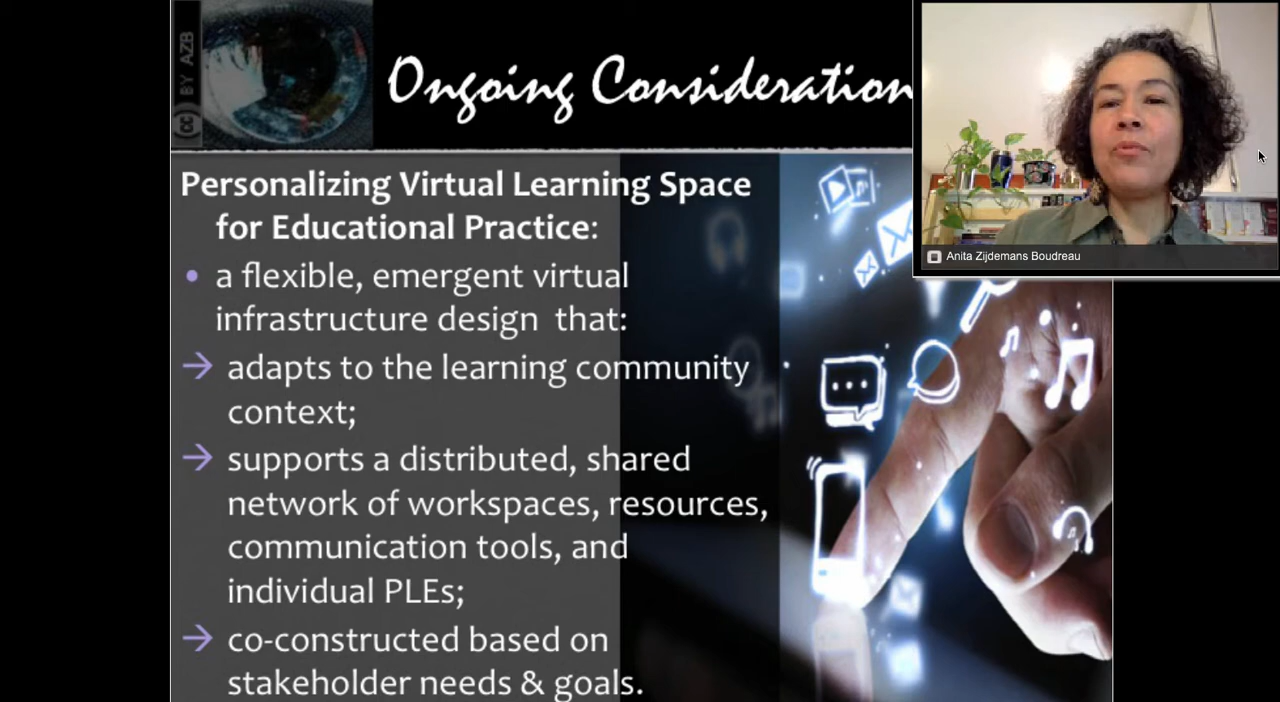 CC BY AZB
Ongoing Consideration
Personalizing Virtual Learning Space
for Educational Practice:
• a flexible, emergent virtual
infrastructure design that:
→ adapts to the learning community
context;
→ supports a distributed, shared
network of workspaces, resources,
communication tools, and
individual PLEs;
→ co-constructed based on
stakeholder needs & goals.
Anita Zijdemans Boudreau